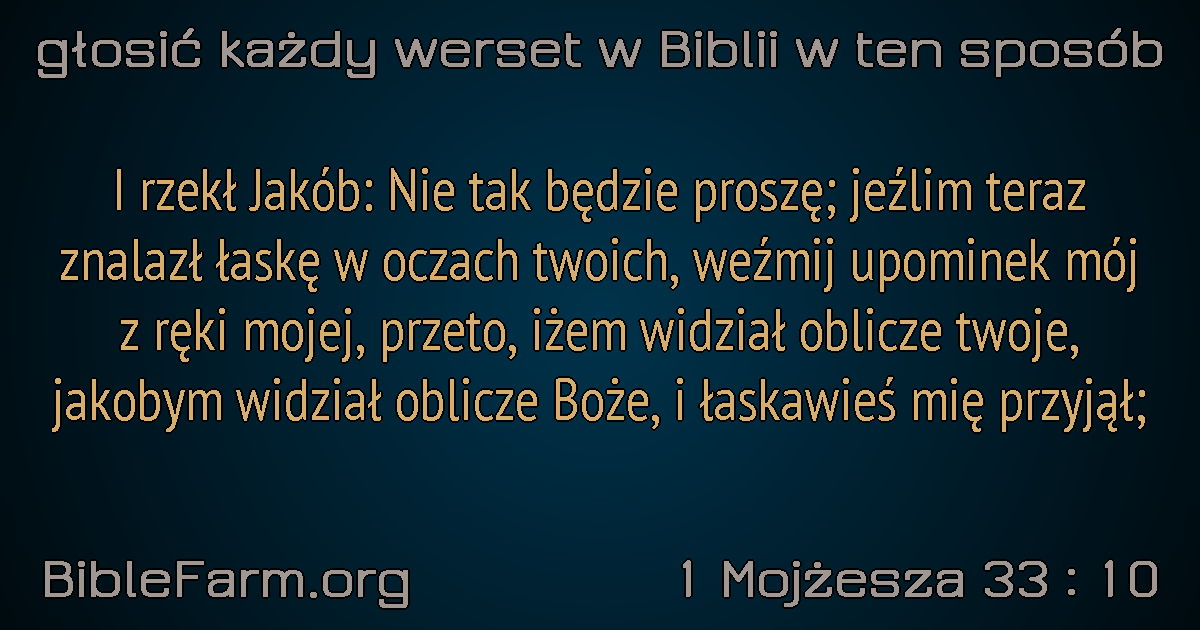 głosić każdy werset w Biblii w ten sposób
I rzekł Jakób: Nie tak będzie proszę; jeźlim teraz
znalazł łaskę w oczach twoich, weźmij upominek mój
z ręki mojej, przeto, iżem widział oblicze twoje,
jakobym widział oblicze Boże, i łaskawieś mię przyjął;
BibleFarm.org
1 Mojżesza 33 : 10